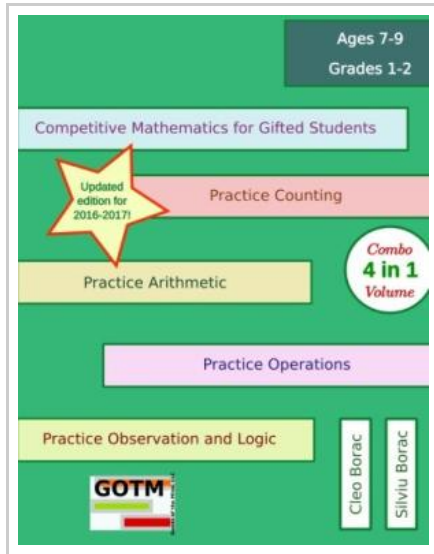 Ages 7-9
Grades 1-2
Competitive Mathematics for Gifted Students
Updated
edition for
2016-2017!
Practice Counting
Combo
4 in 1
Volume
Practice Arithmetic
Practice Operations
Practice Observation and Logic
Cleo Borac
Silviu Borac
GOTM